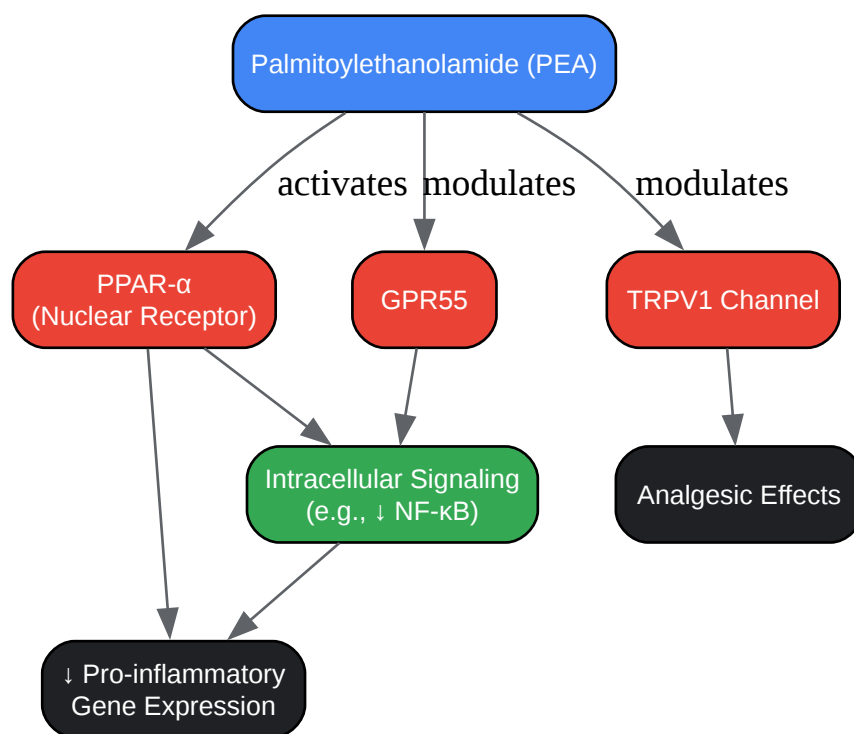 Palmitoylethanolamide (PEA)
activates
modulates
modulates
PPAR-α
(Nuclear Receptor)
GPR55
TRPV1 Channel
Intracellular Signaling
(e.g., ↓ NF-κB)
Analgesic Effects
↓ Pro-inflammatory
Gene Expression